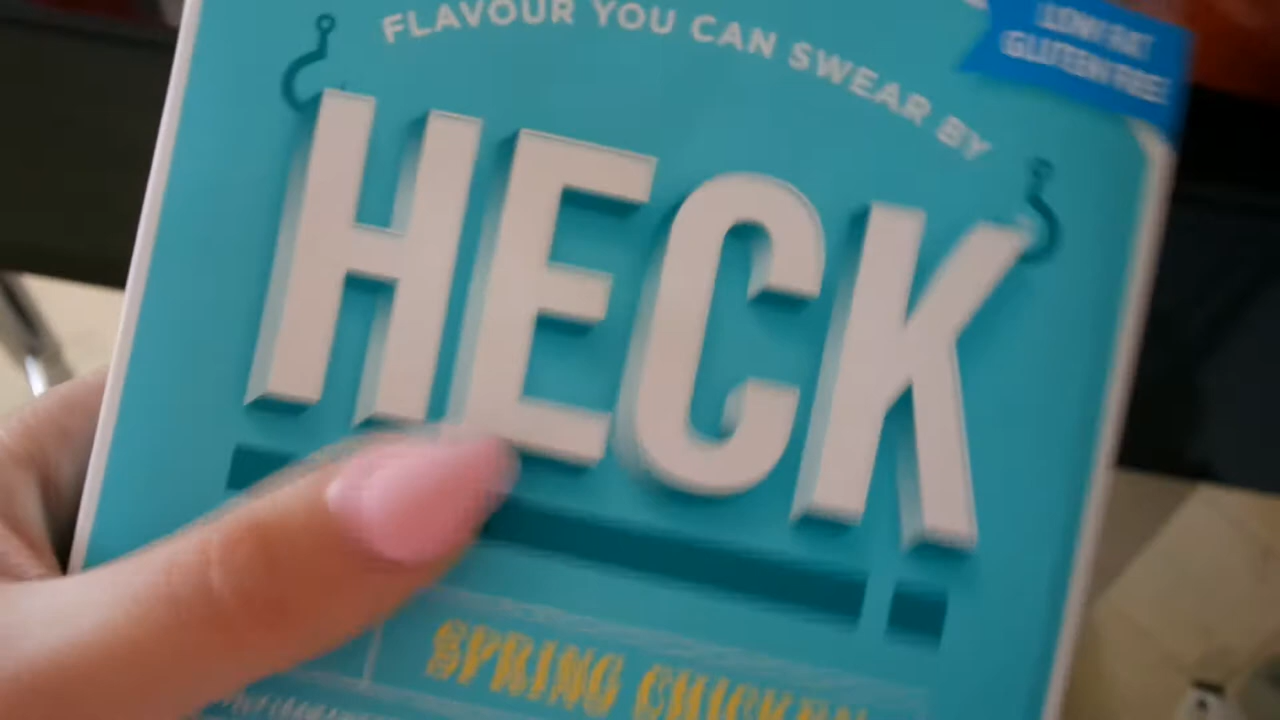 FLAVOUR YOU CAN SWEAR BY
LOW FAT
GLUTEN FREE
HECK
SPRING CHICKEN